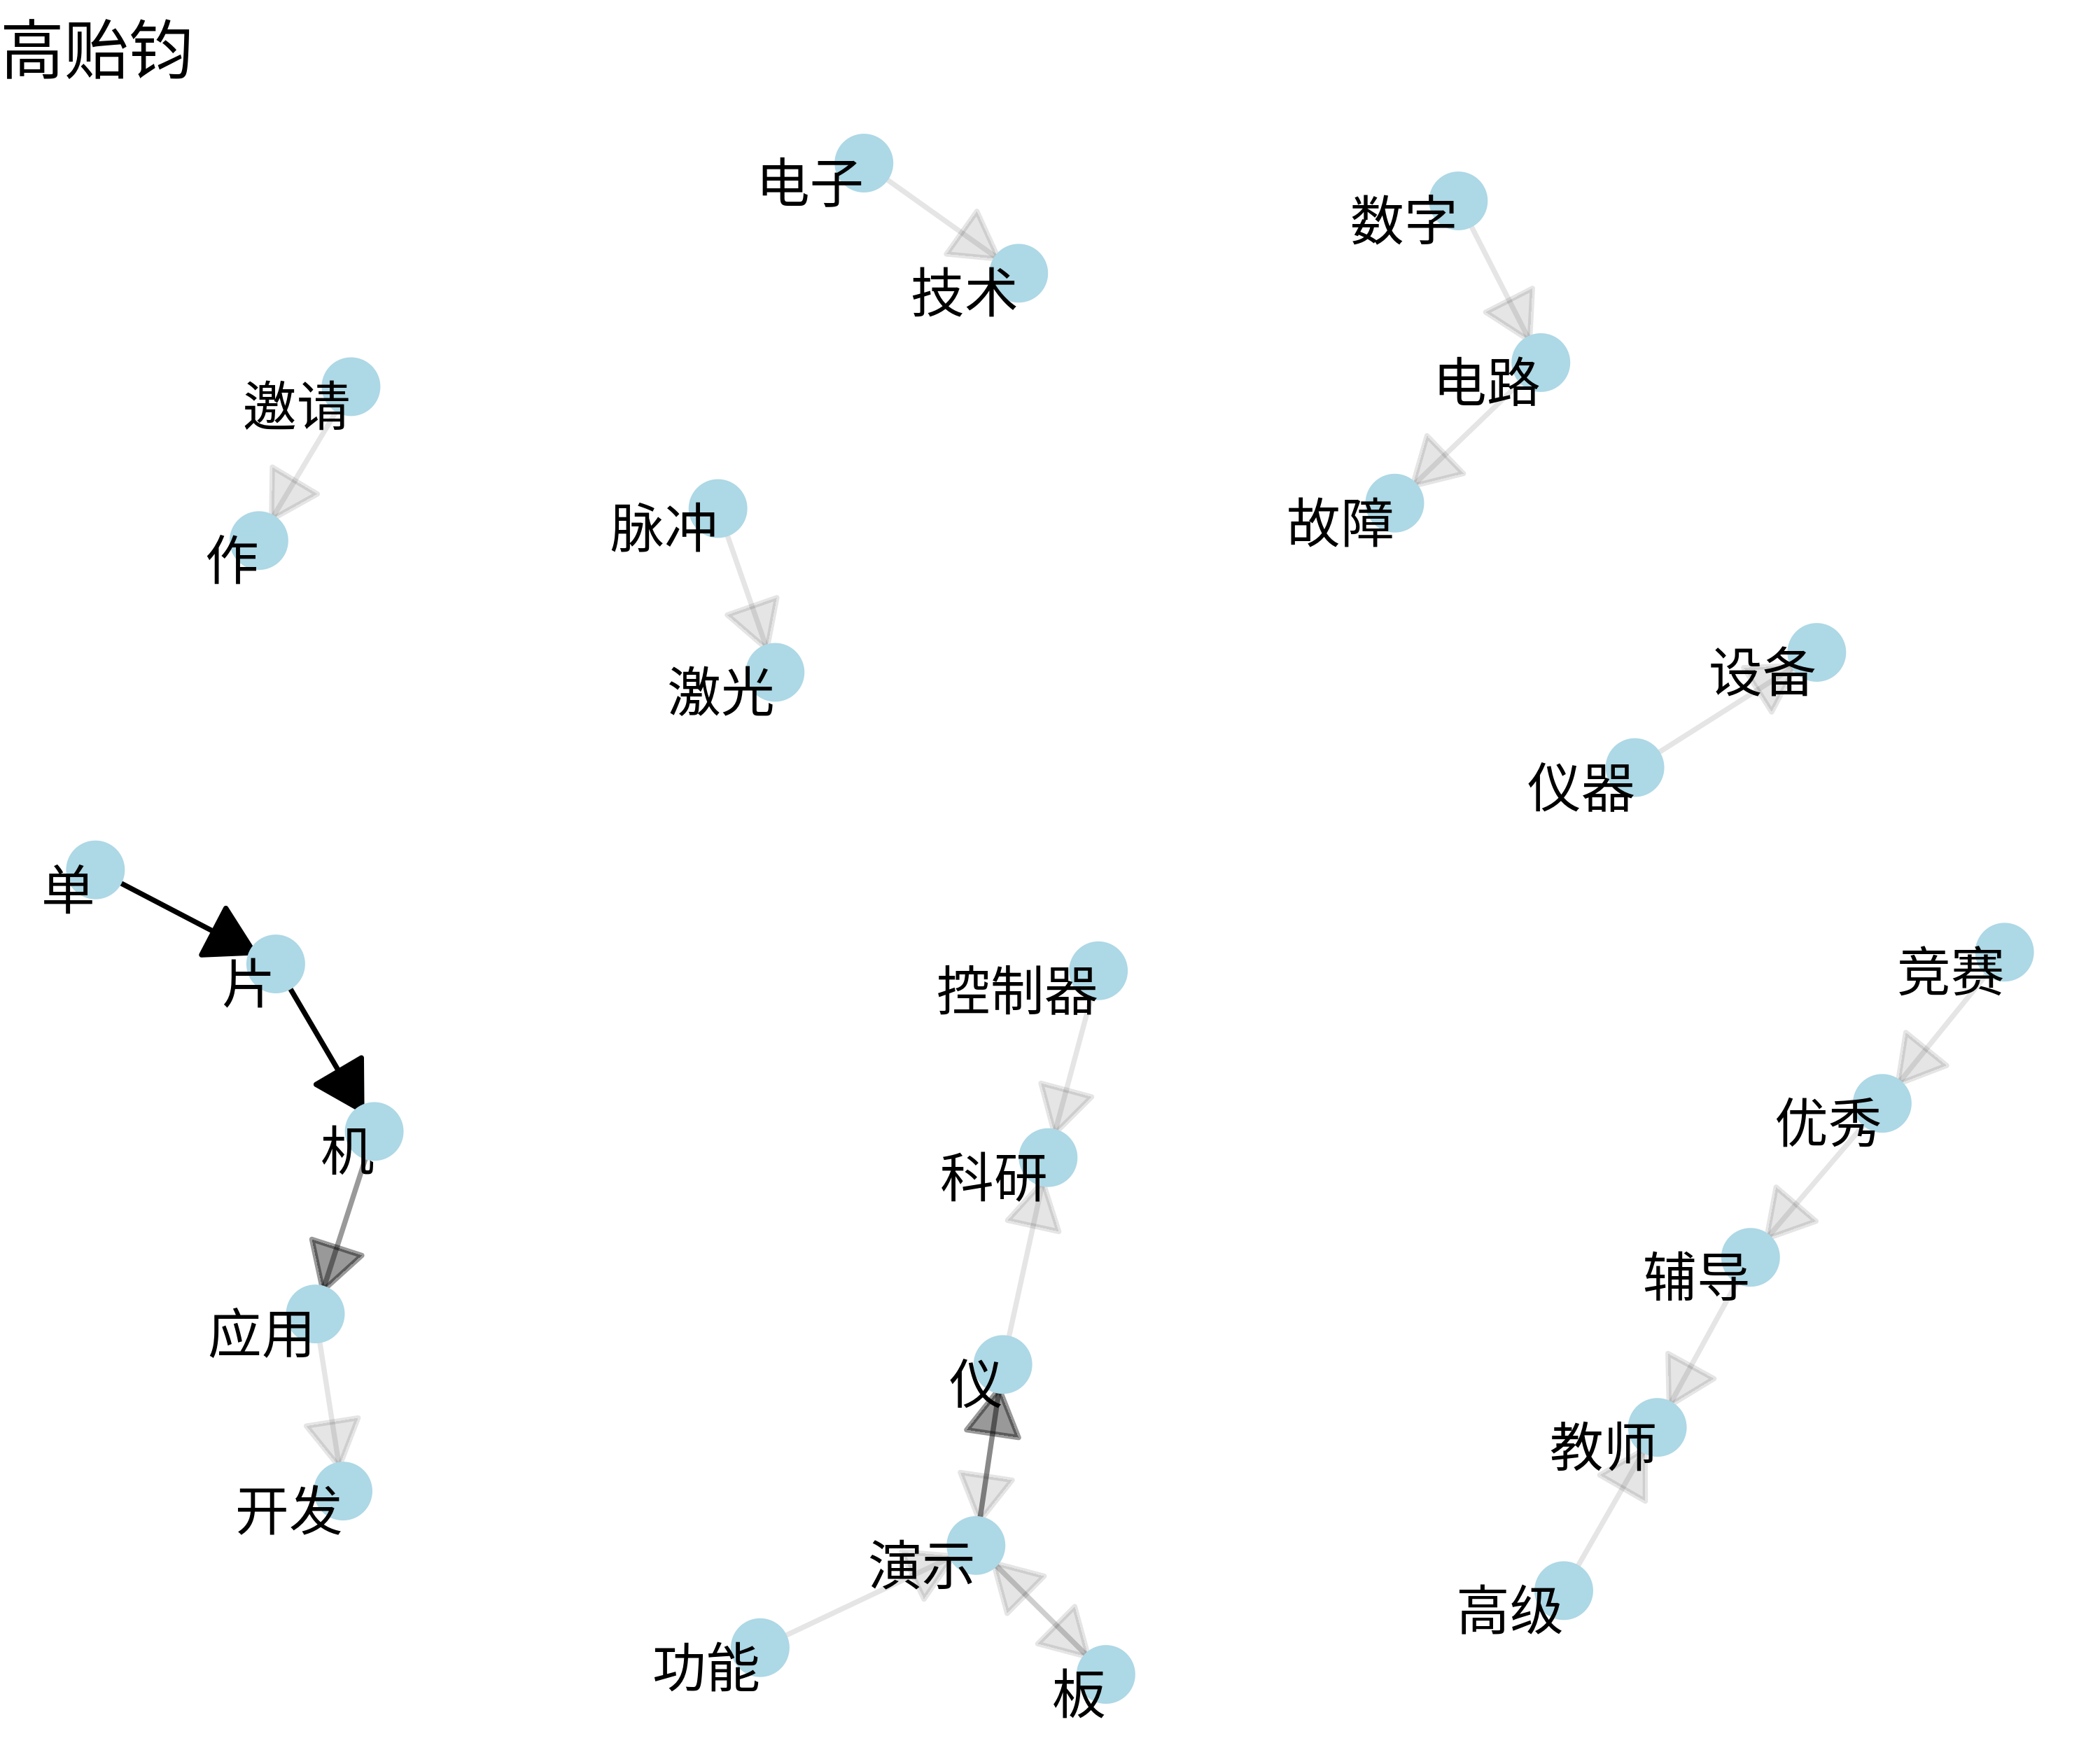 高贻钧
电子
技术
数字
电路
故障
邀请
作
脉冲
激光
设备
仪器
单
片
机
应用
开发
控制器
科研
仪
演示
功能
板
竞赛
优秀
辅导
教师
高级